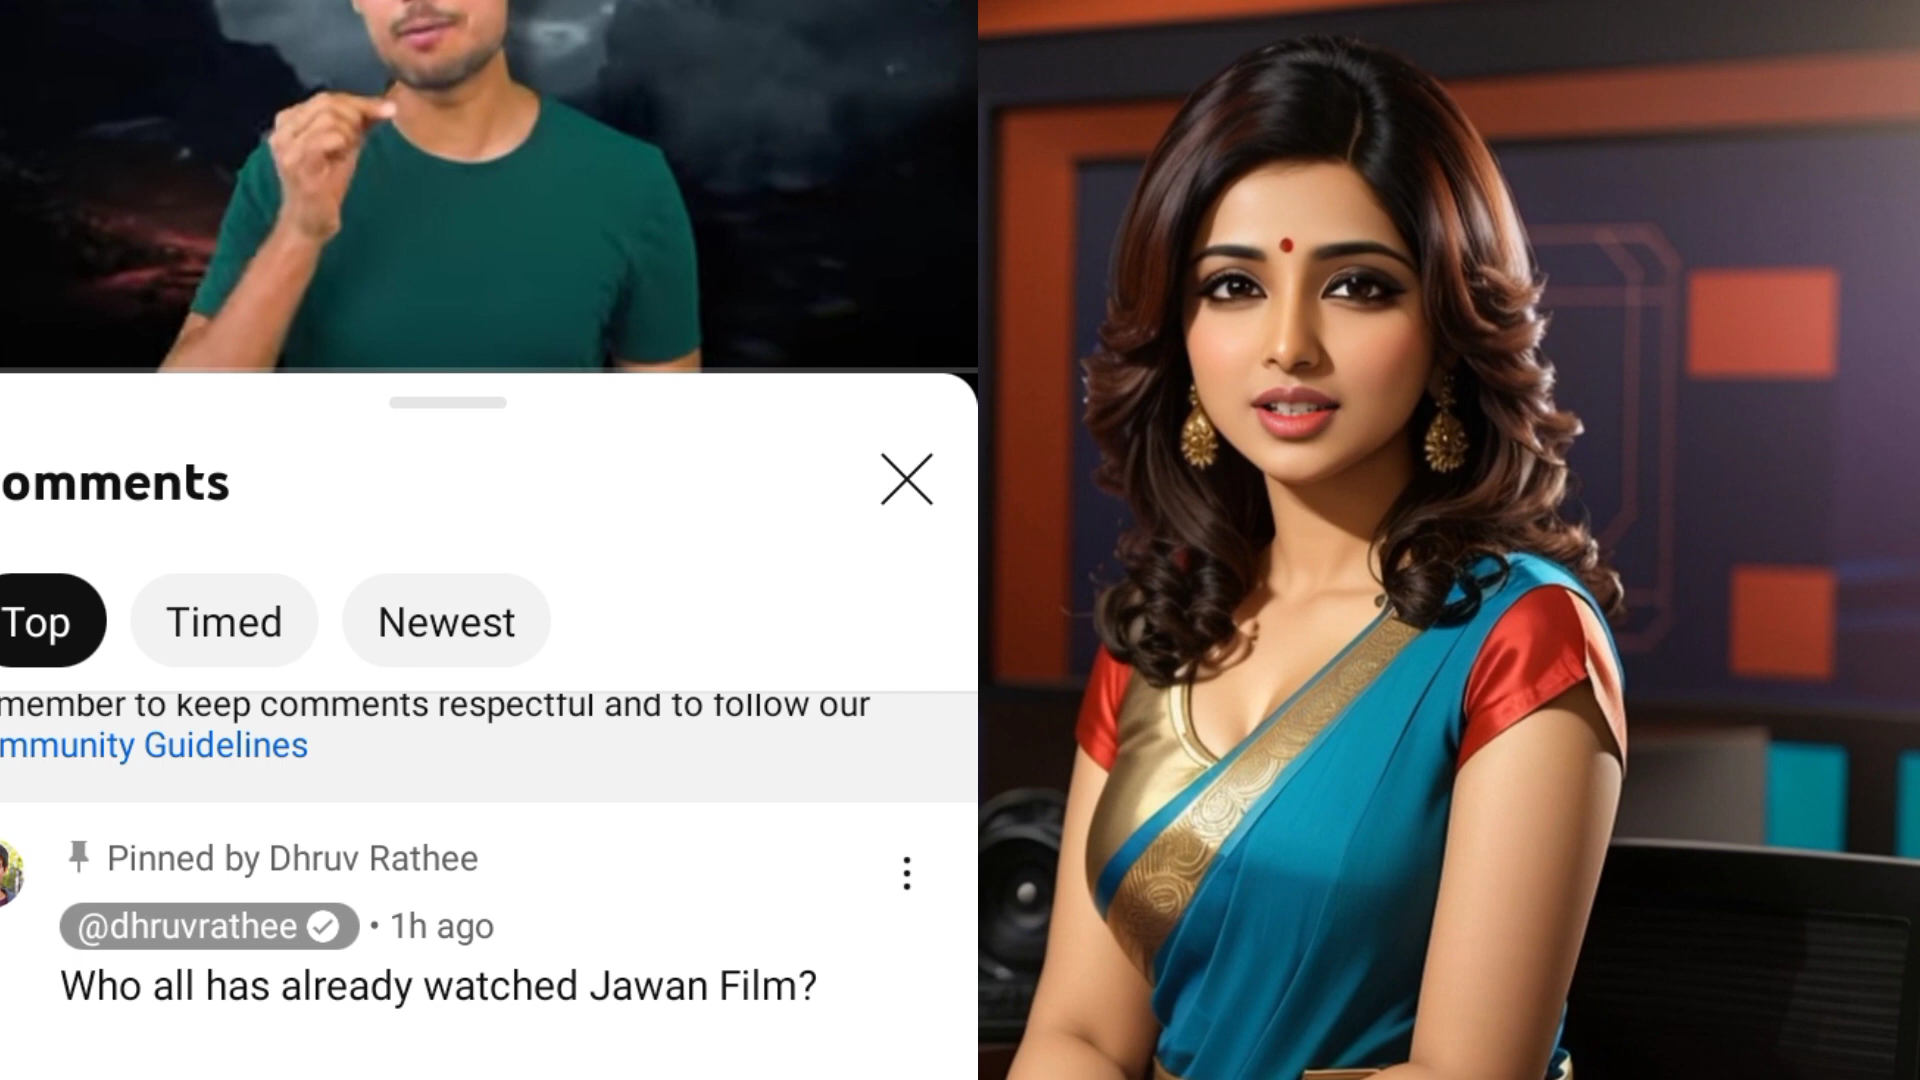 omments
Top Timed Newest
member to keep comments respectful and to follow our
mmunity Guidelines
Pinned by Dhruv Rathee
@dhruvrathee • 1h ago
Who all has already watched Jawan Film?